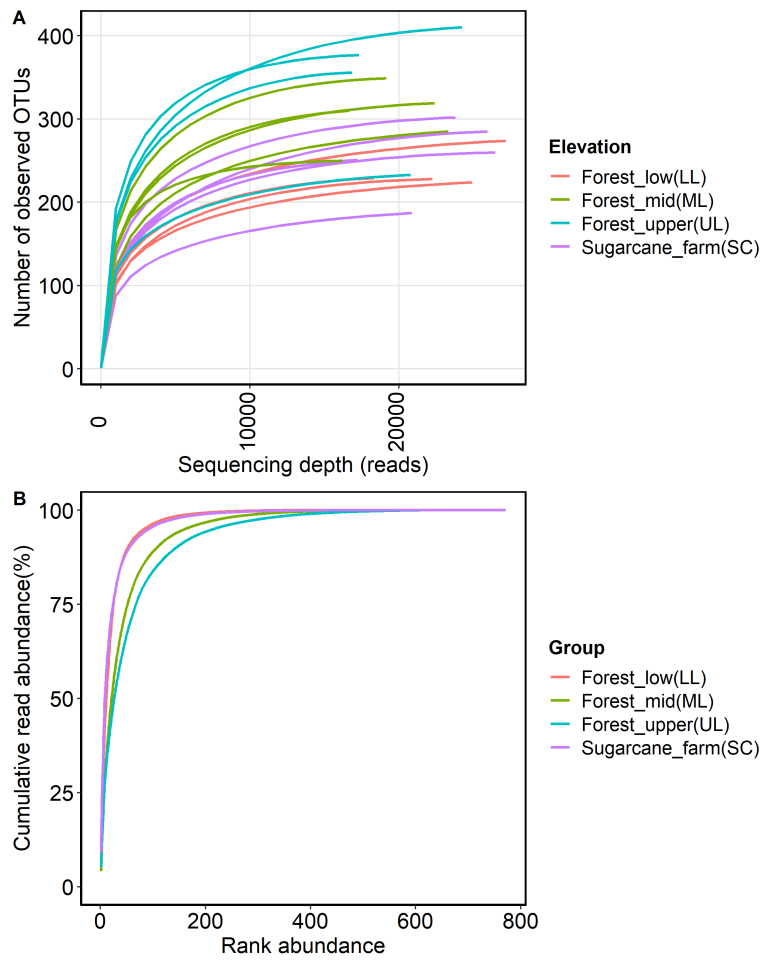 A
Number of observed OTUs
400
300
200
100
0
0
10000
20000
Sequencing depth (reads)
Elevation
Forest_low(LL)
Forest_mid(ML)
Forest_upper(UL)
Sugarcane_farm(SC)
B
Cumulative read abundance(%)
100
75
50
25
0
0
200
400
600
800
Rank abundance
Group
Forest_low(LL)
Forest_mid(ML)
Forest_upper(UL)
Sugarcane_farm(SC)